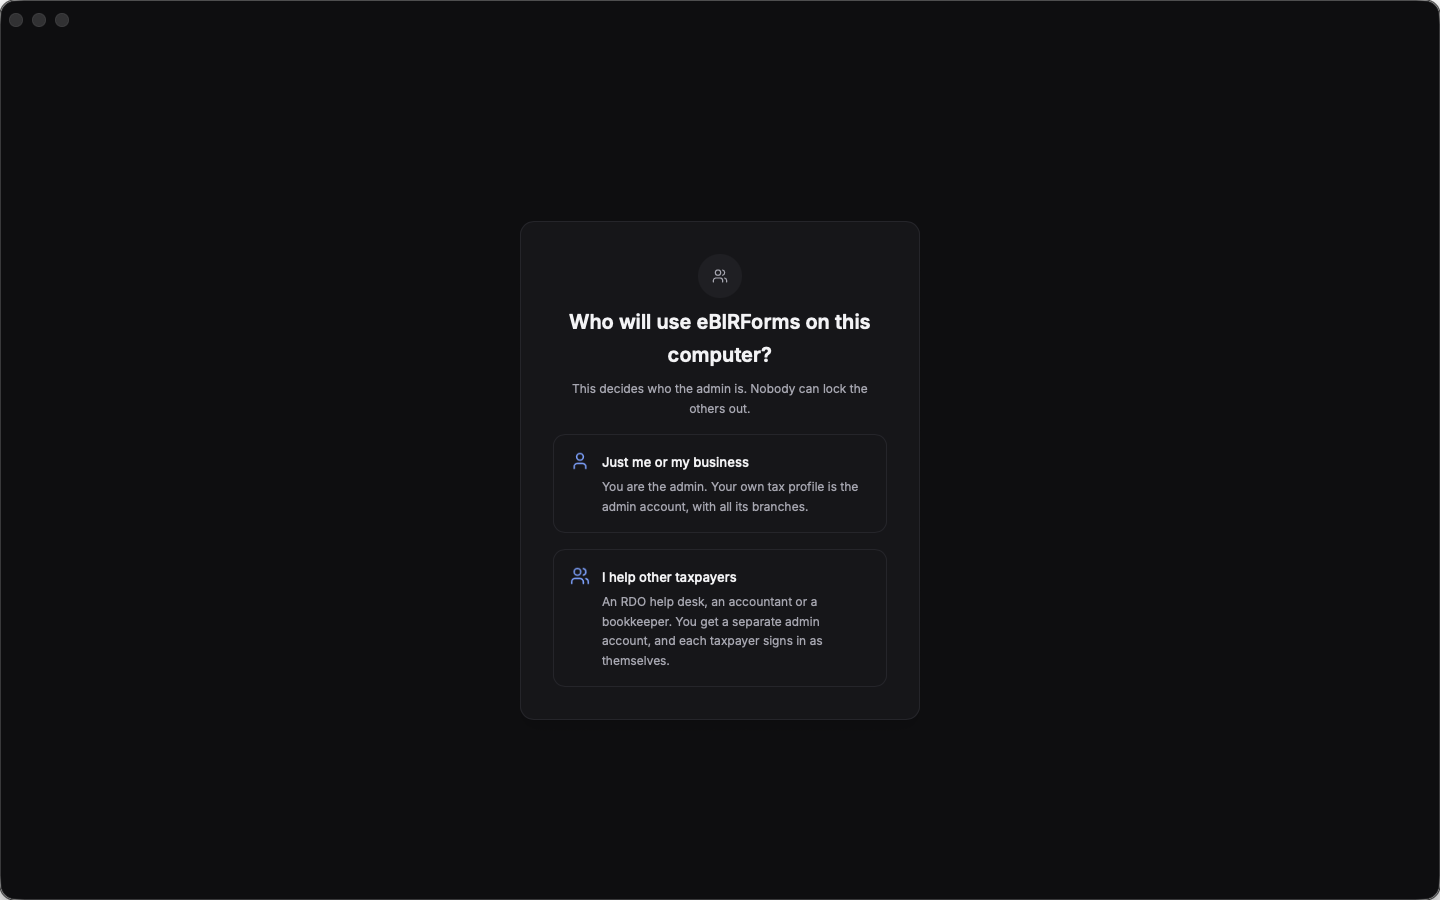 Who will use eBIRForms on this
computer?
This decides who the admin is. Nobody can lock the
others out.
Just me or my business
You are the admin. Your own tax profile is the
admin account, with all its branches.
I help other taxpayers
An RDO help desk, an accountant or a
bookkeeper. You get a separate admin
account, and each taxpayer signs in as
themselves.